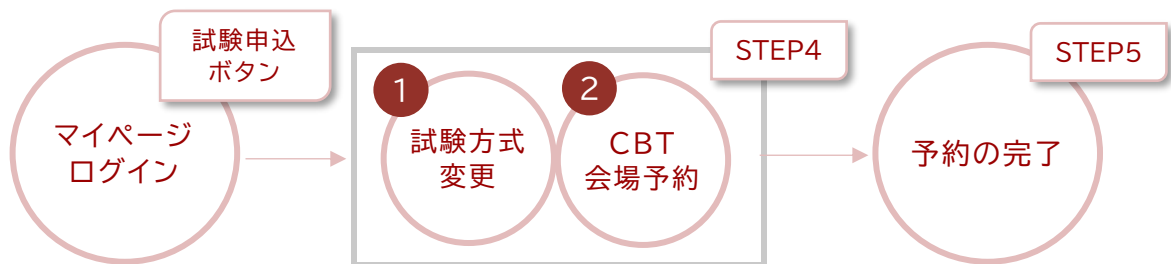 試験申込
ボタン
マイページ
ログイン
STEP4
1
試験方式
変更
2
CBT
会場予約
STEP5
予約の完了